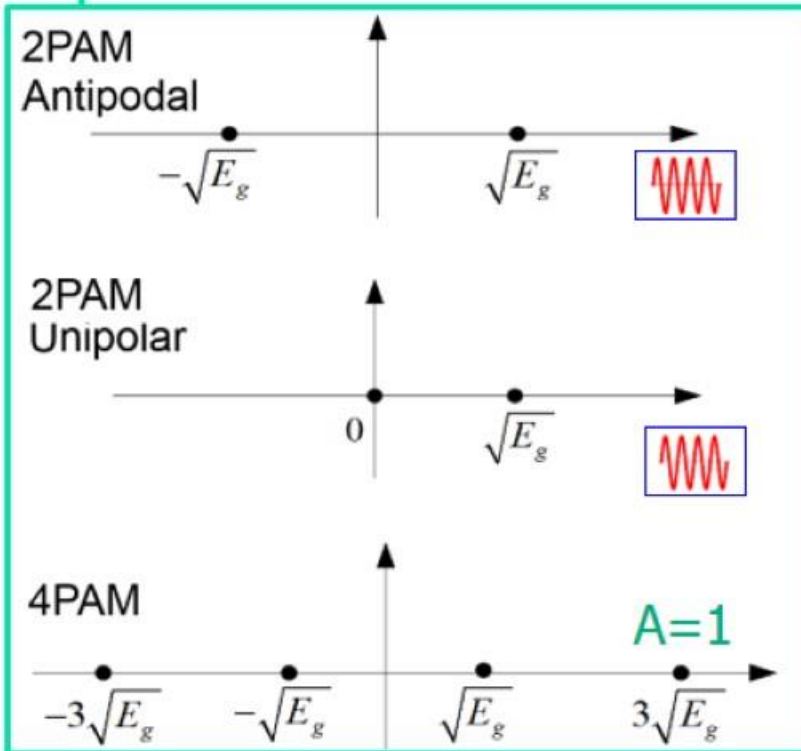 2PAM
Antipodal
−√E_g √E_g
2PAM
Unipolar
0 √E_g
4PAM
A=1
−3√E_g −√E_g √E_g 3√E_g